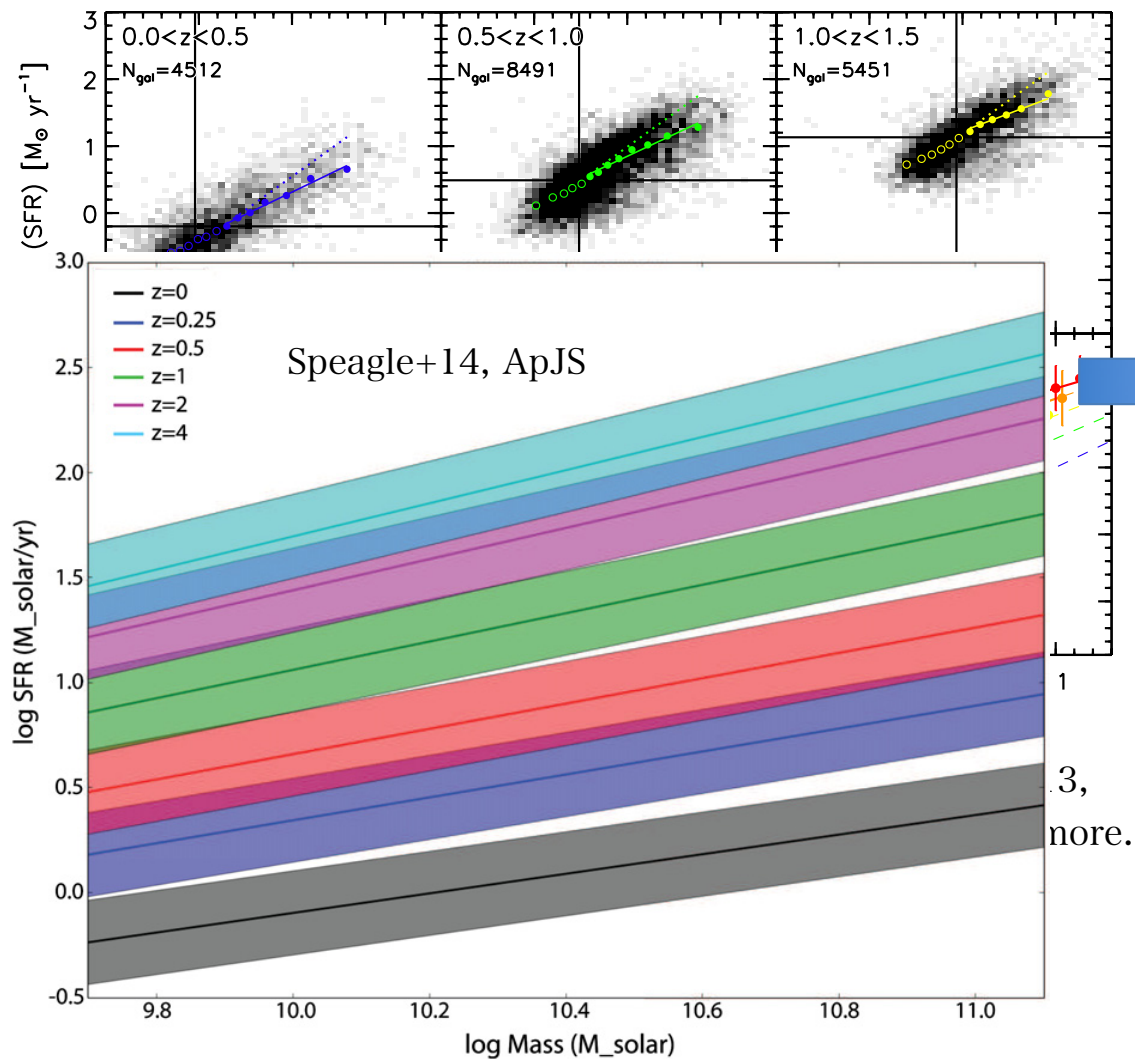 3
2
1
0
(SFR) [M⊙ yr⁻¹]
0.0<z<0.5
N_gal=4512
0.5<z<1.0
N_gal=8491
1.0<z<1.5
N_gal=5451
3.0
2.5
2.0
1.5
1.0
0.5
0.0
-0.5
log SFR (M_solar/yr)
z=0
z=0.25
z=0.5
z=1
z=2
z=4
Speagle+14, ApJS
1
3,
more.
9.8 10.0 10.2 10.4 10.6 10.8 11.0
log Mass (M_solar)